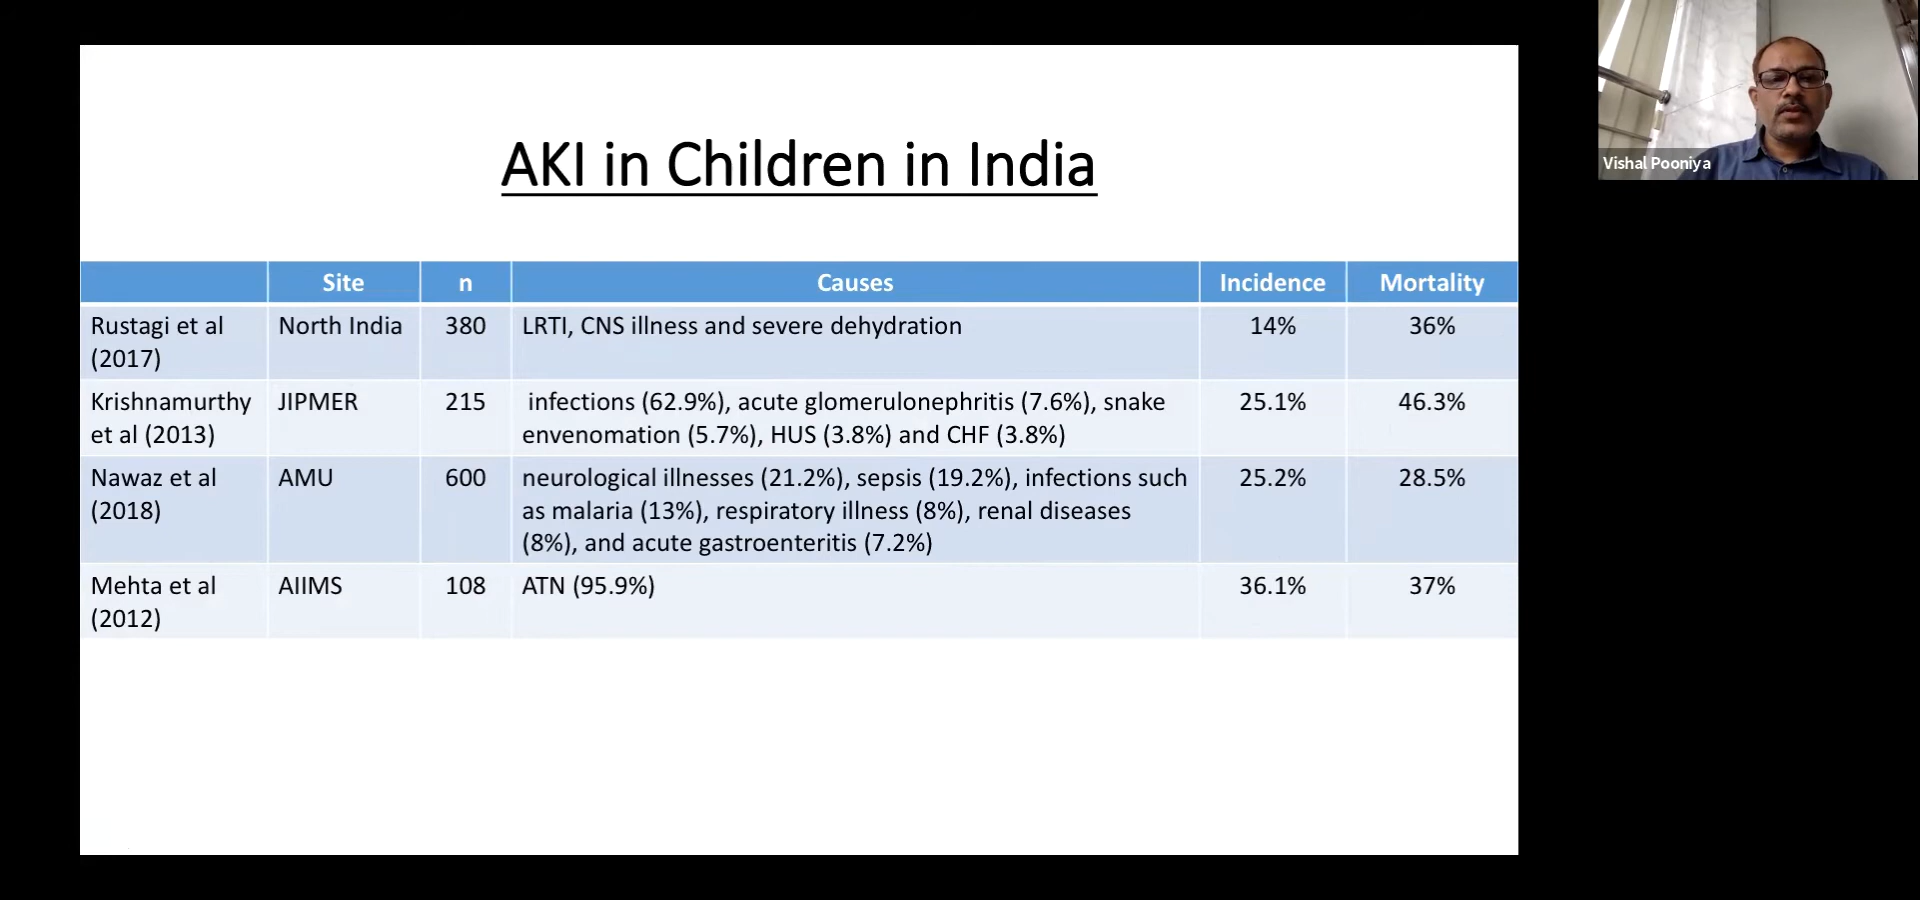 AKI in Children in India
Site n Causes Incidence Mortality
Rustagi et al North India 380 LRTI, CNS illness and severe dehydration 14% 36%
(2017)
Krishnamurthy JIPMER 215 infections (62.9%), acute glomerulonephritis (7.6%), snake 25.1% 46.3%
et al (2013) envenomation (5.7%), HUS (3.8%) and CHF (3.8%)
Nawaz et al AMU 600 neurological illnesses (21.2%), sepsis (19.2%), infections such 25.2% 28.5%
(2018) as malaria (13%), respiratory illness (8%), renal diseases
(8%), and acute gastroenteritis (7.2%)
Mehta et al AIIMS 108 ATN (95.9%) 36.1% 37%
(2012)
Vishal Pooniya